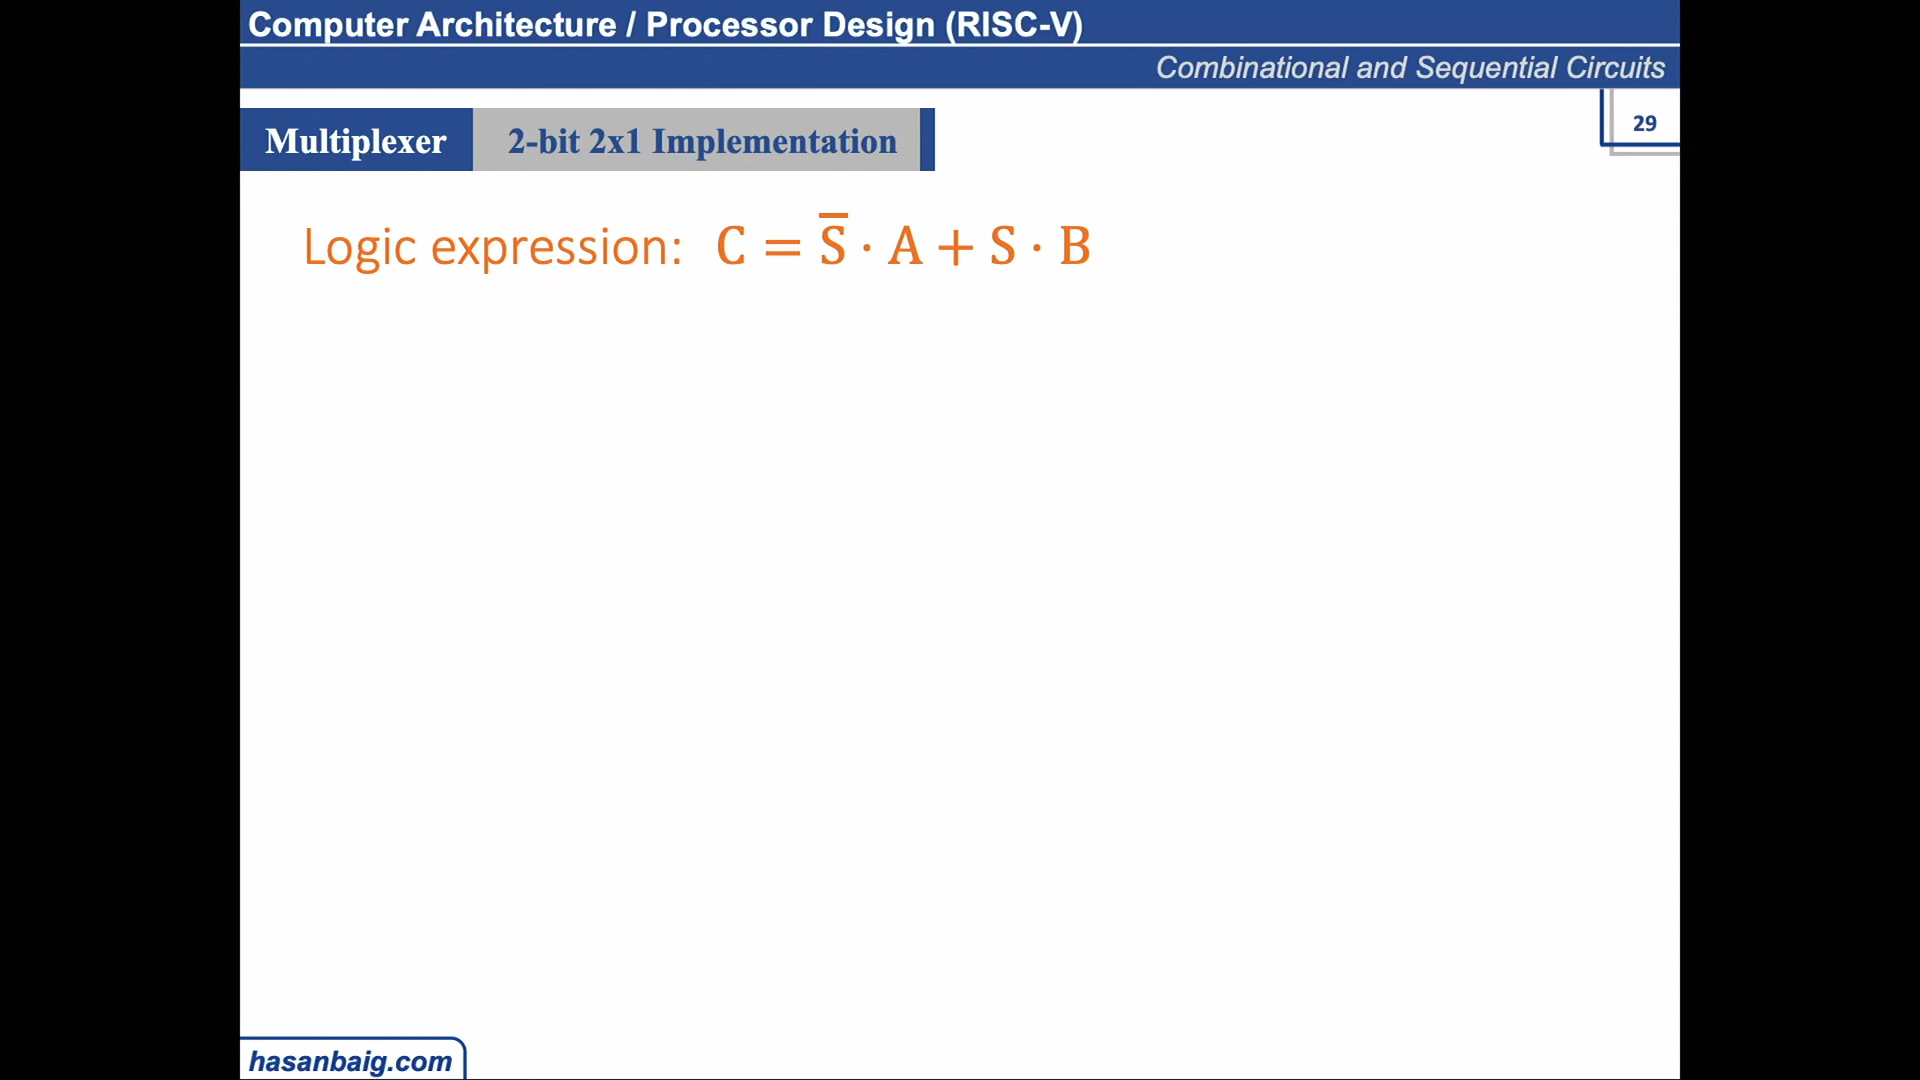 Computer Architecture / Processor Design (RISC-V)
Combinational and Sequential Circuits
Multiplexer 2-bit 2x1 Implementation
29
Logic expression: C = S̅ · A + S · B
hasanbaig.com